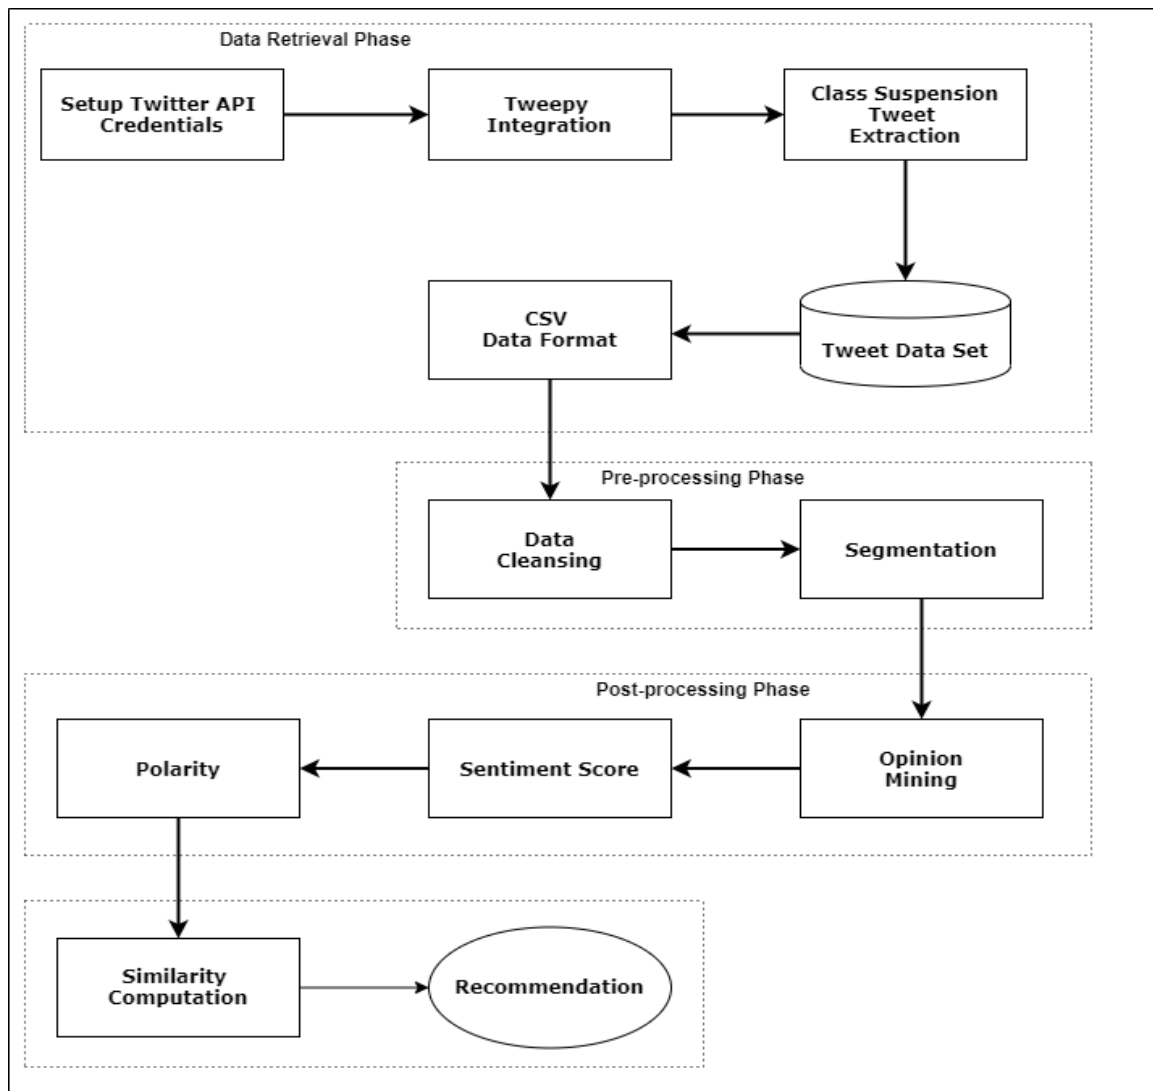 Data Retrieval Phase
Setup Twitter API
Credentials
Tweepy
Integration
Class Suspension
Tweet
Extraction
CSV
Data Format
Tweet Data Set
Pre-processing Phase
Data
Cleansing
Segmentation
Post-processing Phase
Polarity
Sentiment Score
Opinion
Mining
Similarity
Computation
Recommendation